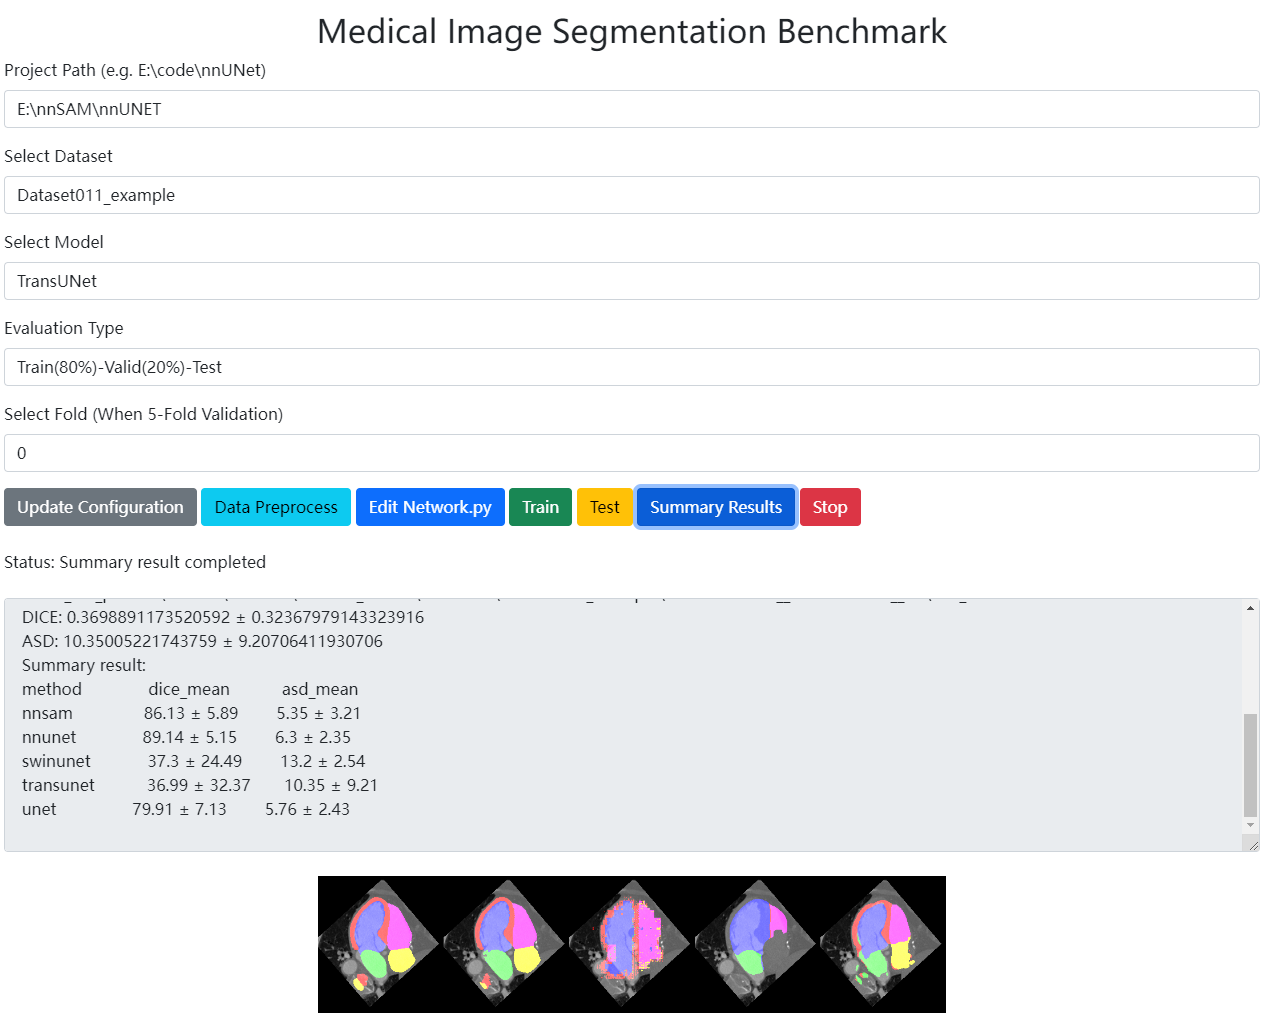 Medical Image Segmentation Benchmark
Project Path (e.g. E:\code\nnUNet)
E:\nnSAM\nnUNET
Select Dataset
Dataset011_example
Select Model
TransUNet
Evaluation Type
Train(80%)-Valid(20%)-Test
Select Fold (When 5-Fold Validation)
0
Update Configuration Data Preprocess Edit Network.py Train Test Summary Results Stop
Status: Summary result completed
DICE: 0.3698891173520592 ± 0.32367979143323916
ASD: 10.35005221743759 ± 9.20706411930706
Summary result:
method dice_mean asd_mean
nnsam 86.13 ± 5.89 5.35 ± 3.21
nnunet 89.14 ± 5.15 6.3 ± 2.35
swinunet 37.3 ± 24.49 13.2 ± 2.54
transunet 36.99 ± 32.37 10.35 ± 9.21
unet 79.91 ± 7.13 5.76 ± 2.43